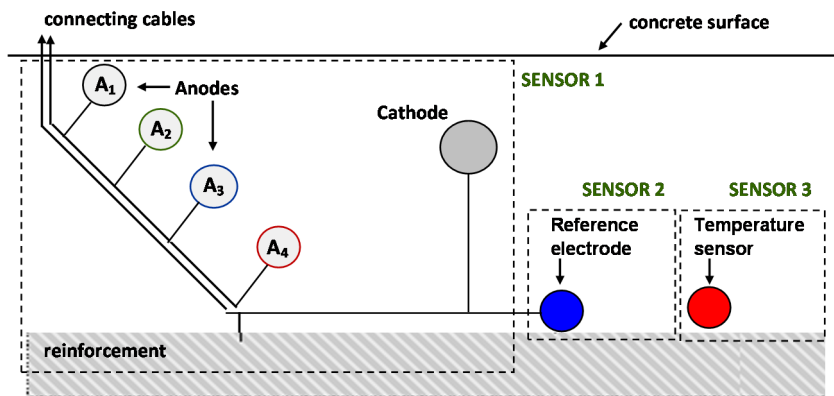 connecting cables
concrete surface
A₁
Anodes
SENSOR 1
A₂
Cathode
A₃
SENSOR 2
SENSOR 3
Reference
electrode
Temperature
sensor
A₄
reinforcement